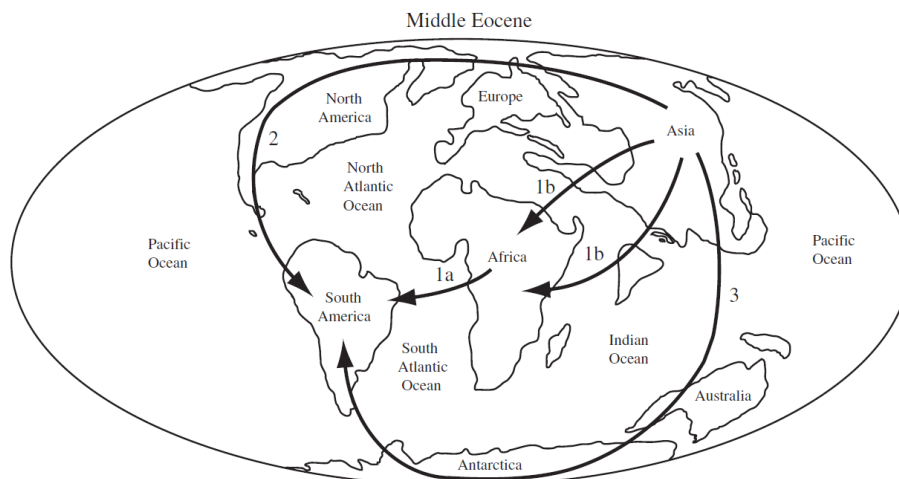 Middle Eocene
North
America
Europe
Asia
2
North
Atlantic
Ocean
1b
Pacific
Ocean
Africa
1b
Pacific
Ocean
1a
South
America
3
South
Atlantic
Ocean
Indian
Ocean
Australia
Antarctica